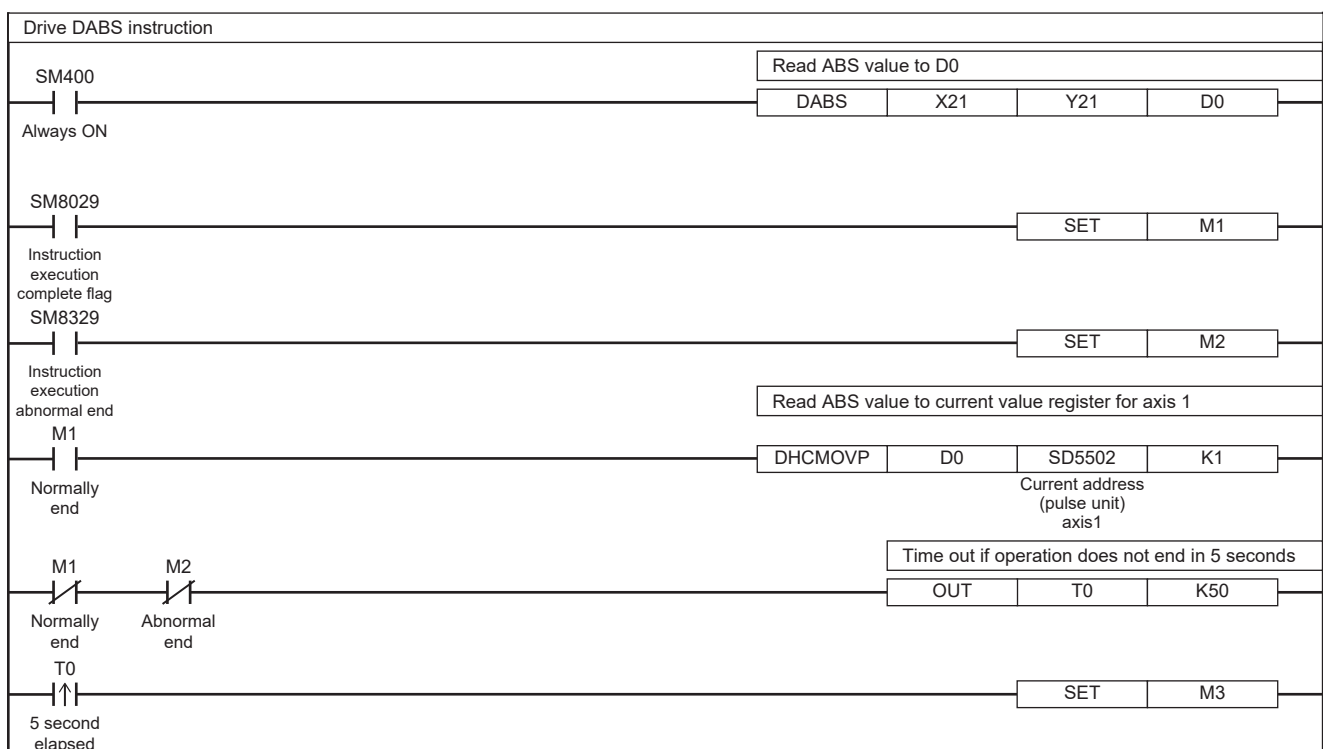 Drive DABS instruction
Read ABS value to D0
SM400
DABS X21 Y21 D0
Always ON
SM8029
SET M1
Instruction
execution
complete flag
SM8329
SET M2
Instruction
execution
abnormal end
Read ABS value to current value register for axis 1
M1
DHCMOVP D0 SD5502 K1
Normally
end
Current address
(pulse unit)
axis1
Time out if operation does not end in 5 seconds
M1 M2
OUT T0 K50
Normally
end
Abnormal
end
T0
SET M3
5 second
elapsed